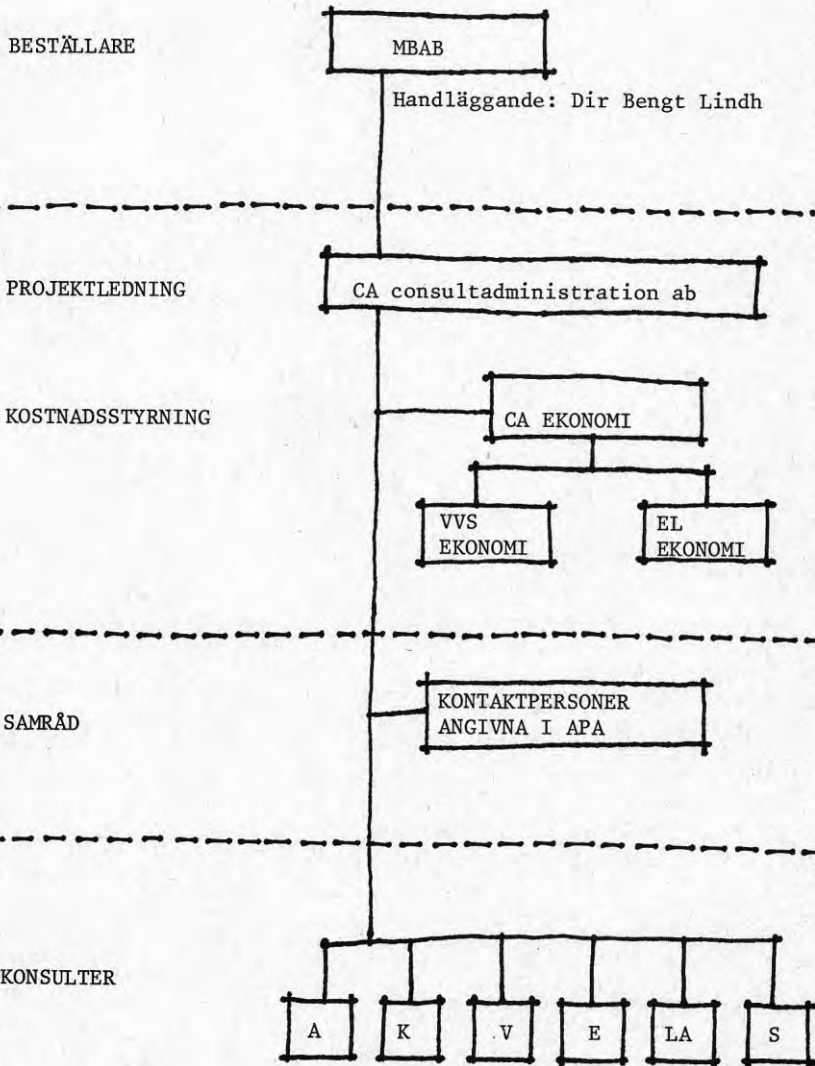 BESTÄLLARE
MBAB
Handläggande: Dir Bengt Lindh
PROJEKTLEDNING
CA consultadministration ab
KOSTNADSSTYRNING
CA EKONOMI
VVS
EKONOMI
EL
EKONOMI
SAMRÅD
KONTAKTPERSONER
ANGIVNA I APA
KONSULTER
A
K
V
E
LA
S